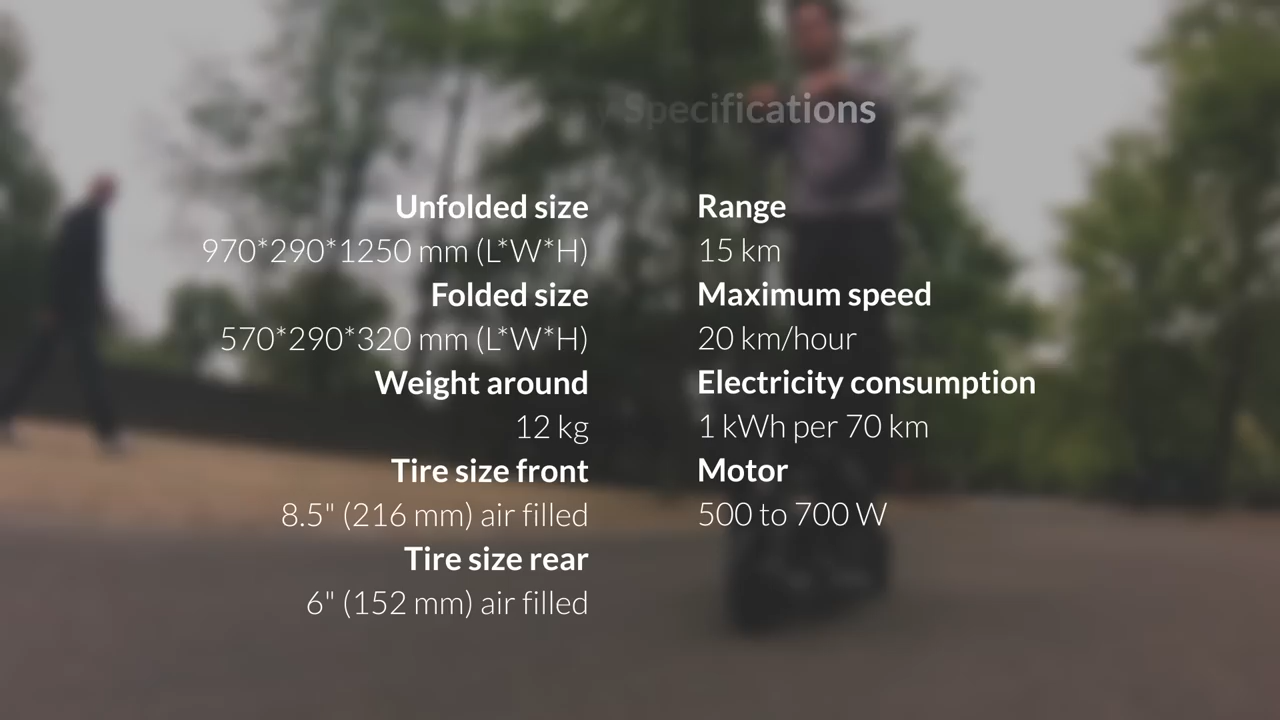 Specifications
Unfolded size
970*290*1250 mm (L*W*H)
Folded size
570*290*320 mm (L*W*H)
Weight around
12 kg
Tire size front
8.5" (216 mm) air filled
Tire size rear
6" (152 mm) air filled
Range
15 km
Maximum speed
20 km/hour
Electricity consumption
1 kWh per 70 km
Motor
500 to 700 W